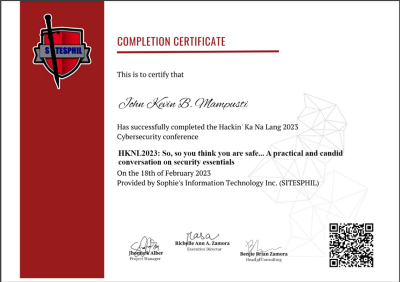 SITESPHIL
COMPLETION CERTIFICATE
This is to certify that
John Kevin B. Mampusti
Has successfully completed the Hackin' Ka Na Lang 2023
Cybersecurity conference
HKNL2023: So, so you think you are safe... A practical and candid
conversation on security essentials
On the 18th of February 2023
Provided by Sophie's Information Technology Inc. (SITESPHIL)
Alber
Project Manager
Richelle Ann A. Zamora
Executive Director
Benjie Brian Zamora
Head of Consulting